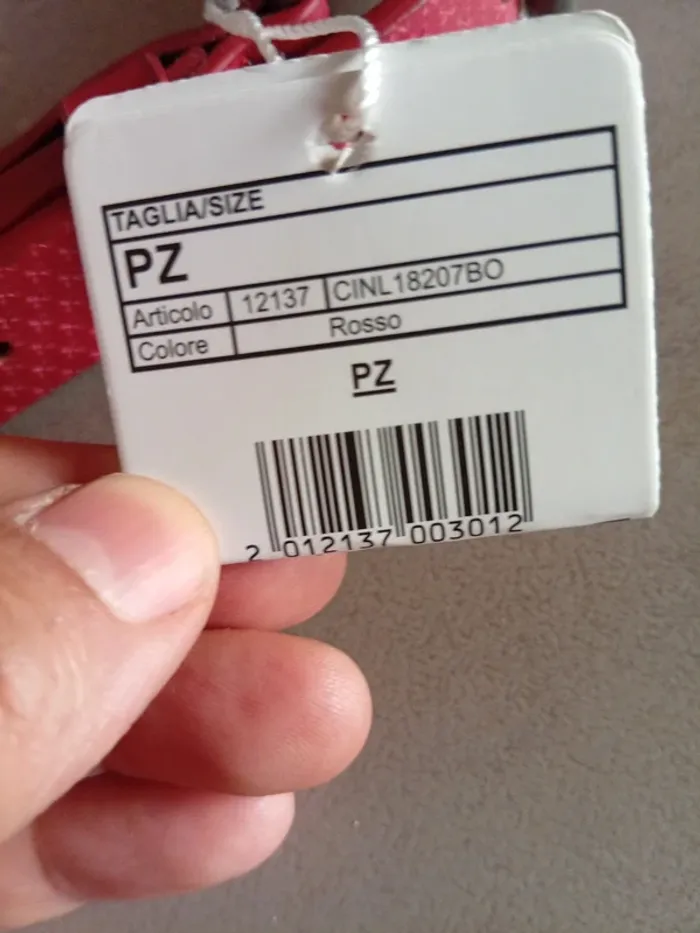 TAGLIA/SIZE
PZ
Articolo 12137 CINL18207BO
Colore Rosso
PZ
2 012137 003012